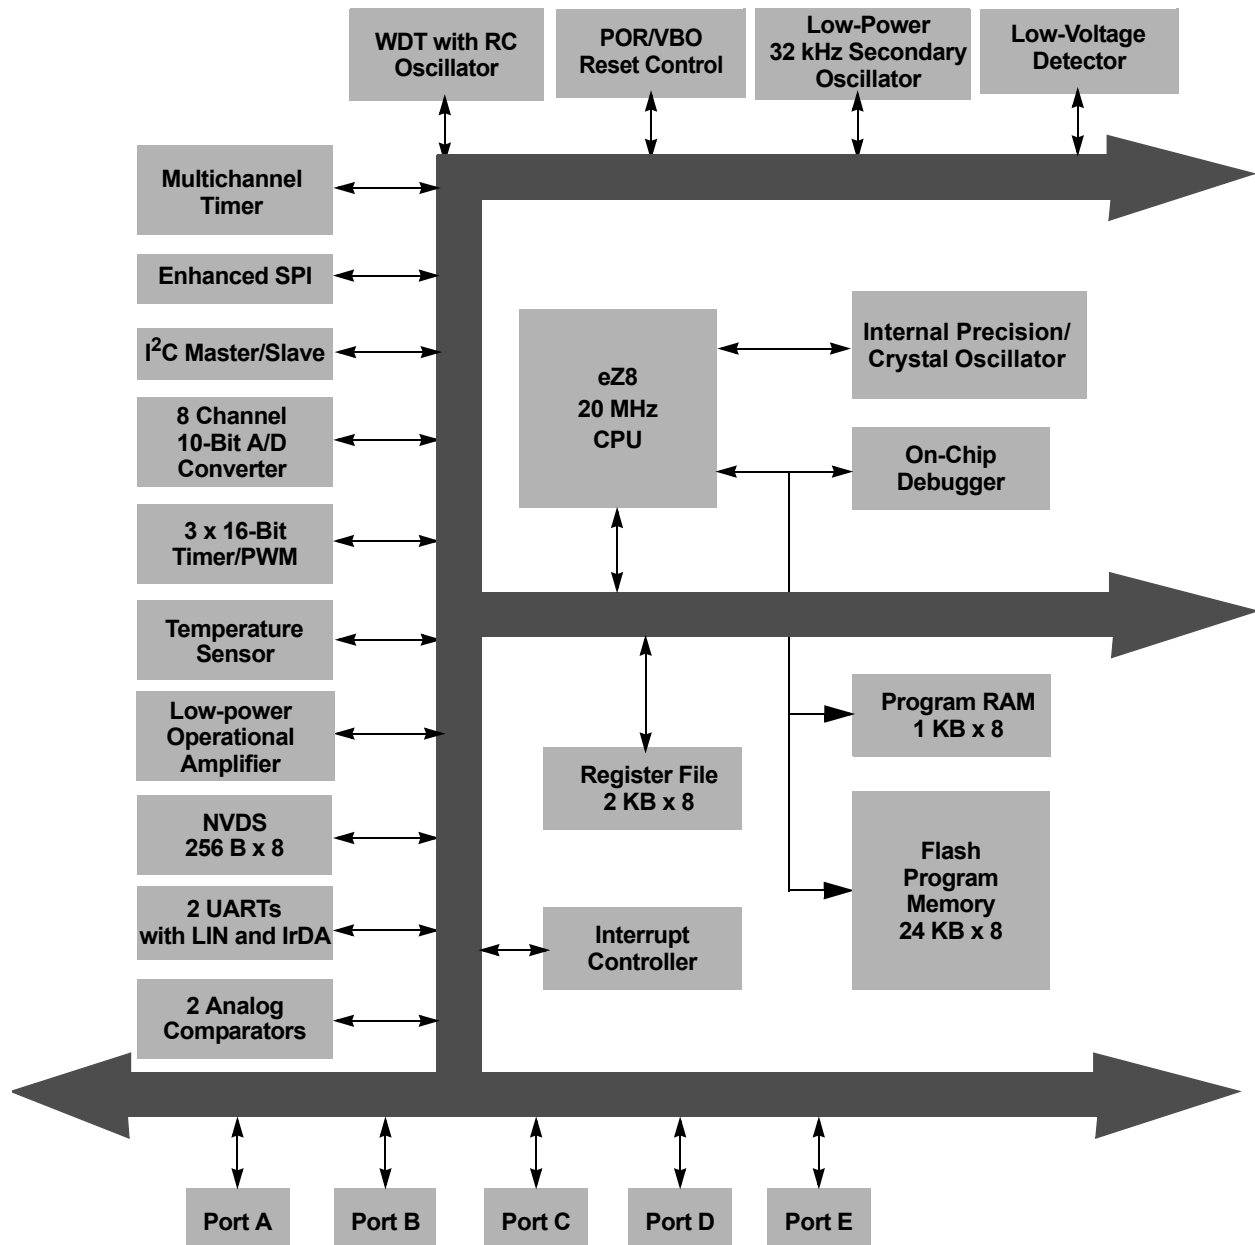 WDT with RC
Oscillator
POR/VBO
Reset Control
Low-Power
32 kHz Secondary
Oscillator
Low-Voltage
Detector
Multichannel
Timer
Enhanced SPI
I²C Master/Slave
8 Channel
10-Bit A/D
Converter
3 x 16-Bit
Timer/PWM
Temperature
Sensor
Low-power
Operational
Amplifier
NVDS
256 B x 8
2 UARTs
with LIN and IrDA
2 Analog
Comparators
eZ8
20 MHz
CPU
Internal Precision/
Crystal Oscillator
On-Chip
Debugger
Register File
2 KB x 8
Program RAM
1 KB x 8
Flash
Program
Memory
24 KB x 8
Interrupt
Controller
Port A
Port B
Port C
Port D
Port E